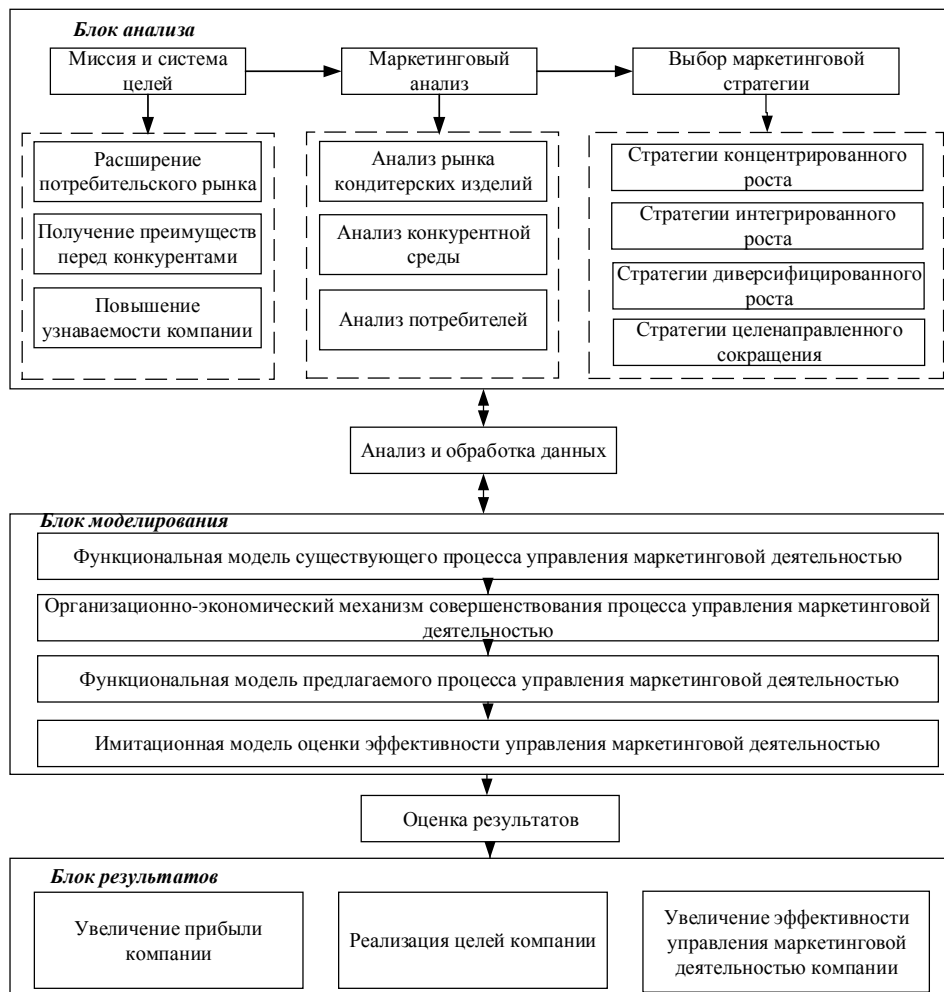 Блок анализа
Миссия и система
целей
Маркетинговый
анализ
Выбор маркетинговой
стратегии
Расширение
потребительского рынка
Получение преимуществ
перед конкурентами
Повышение
узнаваемости компании
Анализ рынка
кондитерских изделий
Анализ конкурентной
среды
Анализ потребителей
Стратегии концентрированного
роста
Стратегии интегрированного
роста
Стратегии диверсифицированного
роста
Стратегии целенаправленного
сокращения
Анализ и обработка данных
Блок моделирования
Функциональная модель существующего процесса управления маркетинговой деятельностью
Организационно-экономический механизм совершенствования процесса управления маркетинговой
деятельностью
Функциональная модель предлагаемого процесса управления маркетинговой деятельностью
Имитационная модель оценки эффективности управления маркетинговой деятельностью
Оценка результатов
Блок результатов
Увеличение прибыли
компании
Реализация целей компании
Увеличение эффективности
управления маркетинговой
деятельностью компании